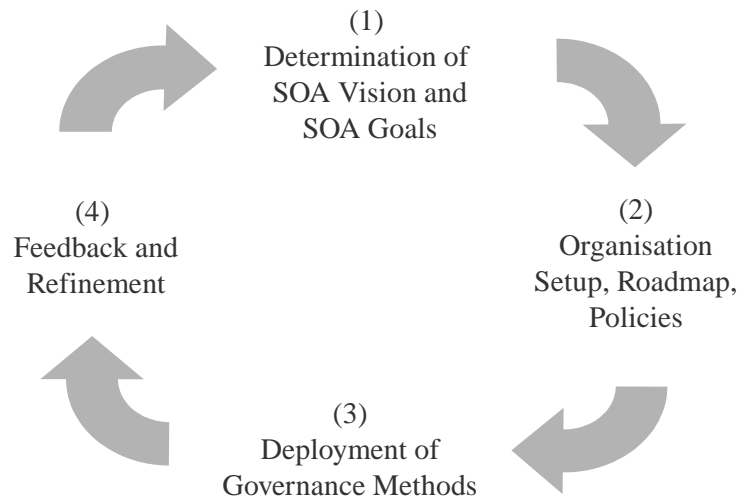 (1)
Determination of
SOA Vision and
SOA Goals
(2)
Organisation
Setup, Roadmap,
Policies
(3)
Deployment of
Governance Methods
(4)
Feedback and
Refinement